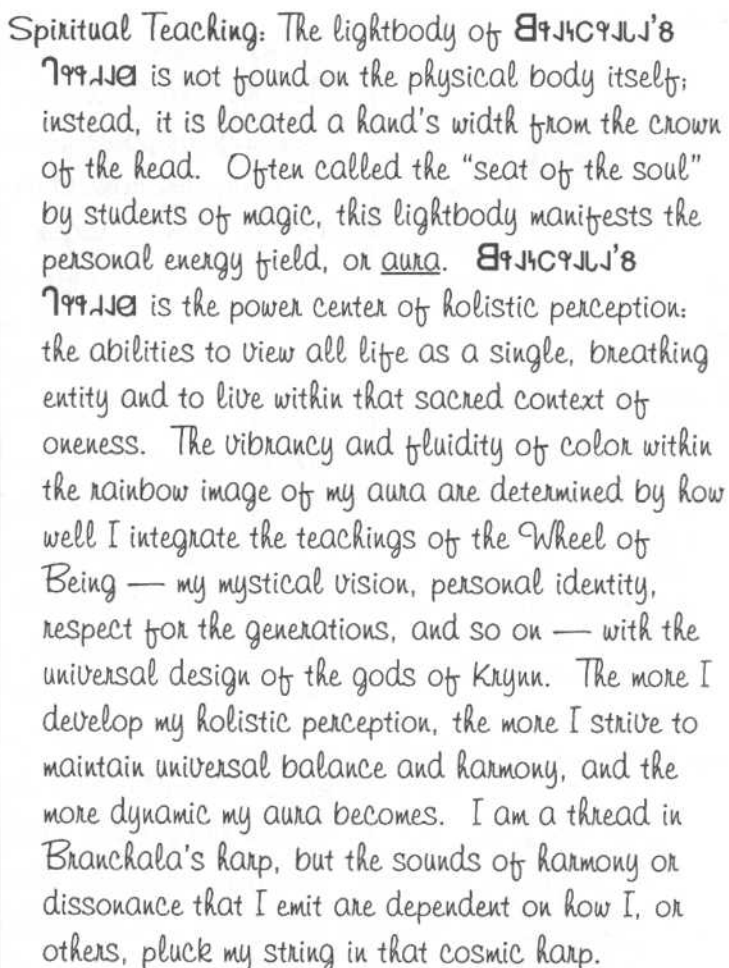 Spiritual Teaching: The lightbody of
is not found on the physical body itself;
instead, it is located a hand's width from the crown
of the head. Often called the “seat of the soul”
by students of magic, this lightbody manifests the
personal energy field, or aura.
is the power center of holistic perception:
the abilities to view all life as a single, breathing
entity and to live within that sacred context of
oneness. The vibrancy and fluidity of color within
the rainbow image of my aura are determined by how
well I integrate the teachings of the Wheel of
Being — my mystical vision, personal identity,
respect for the generations, and so on — with the
universal design of the gods of Krynn. The more I
develop my holistic perception, the more I strive to
maintain universal balance and harmony, and the
more dynamic my aura becomes. I am a thread in
Branchala's harp, but the sounds of harmony or
dissonance that I emit are dependent on how I, or
others, pluck my string in that cosmic harp.